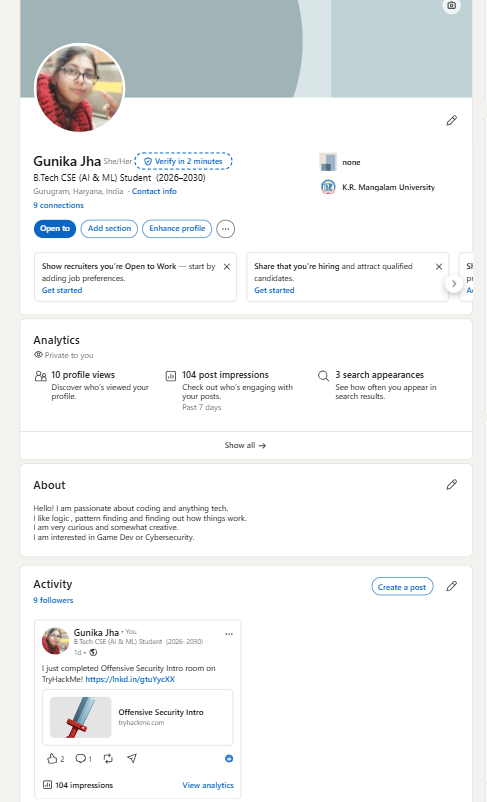 Gunika Jha She/Her Verify in 2 minutes
B.Tech CSE (AI & ML) Student (2026–2030)
Gurugram, Haryana, India · Contact info
9 connections
none
K.R. Mangalam University
Open to Add section Enhance profile ...
Show recruiters you're Open to Work — start by
adding job preferences.
Get started
Share that you're hiring and attract qualified
candidates.
Get started
Analytics
Private to you
10 profile views
Discover who's viewed your
profile.
104 post impressions
Check out who's engaging with
your posts.
Past 7 days
3 search appearances
See how often you appear in
search results.
Show all →
About
Hello! I am passionate about coding and anything tech.
I like logic , pattern finding and finding out how things work.
I am very curious and somewhat creative.
I am interested in Game Dev or Cybersecurity.
Activity
9 followers
Create a post
Gunika Jha • You
B.Tech CSE (AI & ML) Student (2026–2030)
1d •
I just completed Offensive Security Intro room on
TryHackMe! https://lnkd.in/gtuYycXX
Offensive Security Intro
tryhackme.com
2 1
104 impressions View analytics